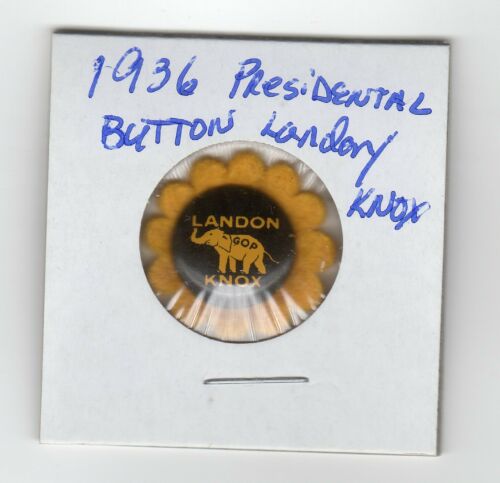 1936 PRESIDENTAL
BUTTON Landon
KNOX
LANDON
GOP
KNOX